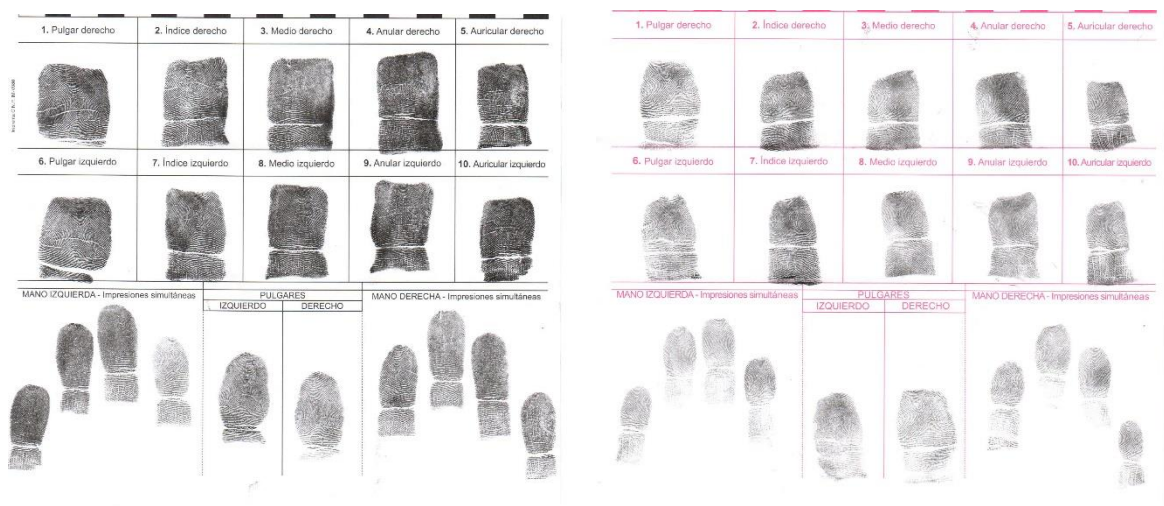 1. Pulgar derecho 2. Índice derecho 3. Medio derecho 4. Anular derecho 5. Auricular derecho
6. Pulgar izquierdo 7. Índice izquierdo 8. Medio izquierdo 9. Anular izquierdo 10. Auricular izquierdo
MANO IZQUIERDA - Impresiones simultáneas PULGARES MANO DERECHA - Impresiones simultáneas
IZQUIERDO DERECHO
1. Pulgar derecho 2. Índice derecho 3. Medio derecho 4. Anular derecho 5. Auricular derecho
6. Pulgar izquierdo 7. Índice izquierdo 8. Medio izquierdo 9. Anular izquierdo 10. Auricular izquierdo
MANO IZQUIERDA - Impresiones simultáneas PULGARES MANO DERECHA - Impresiones simultáneas
IZQUIERDO DERECHO